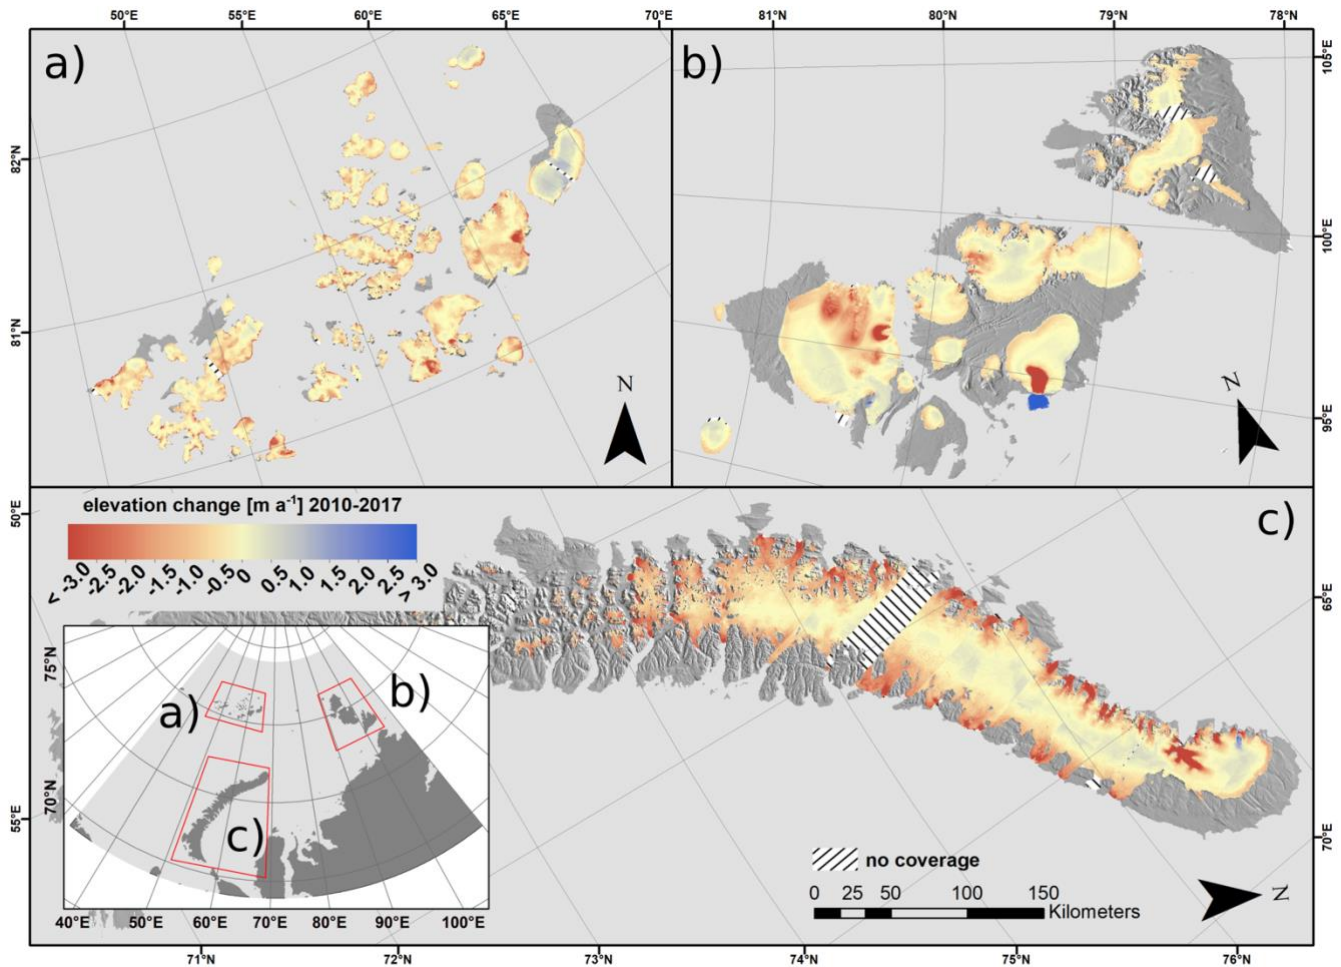 50°E 55°E 60°E 65°E 70°E 81°N 80°N 79°N 78°N
a)
b)
105°E
82°N
100°E
81°N
N
N
95°E
elevation change [m a⁻¹] 2010-2017
c)
50°E
< -3.0 -2.5 -2.0 -1.5 -1.0 -0.5 0 0.5 1.0 1.5 2.0 2.5 > 3.0
65°E
75°N
a)
b)
70°N
c)
55°E
70°E
no coverage
0 25 50 100 150
Kilometers
N
40°E 50°E 60°E 70°E 80°E 90°E 100°E
71°N 72°N 73°N 74°N 75°N 76°N